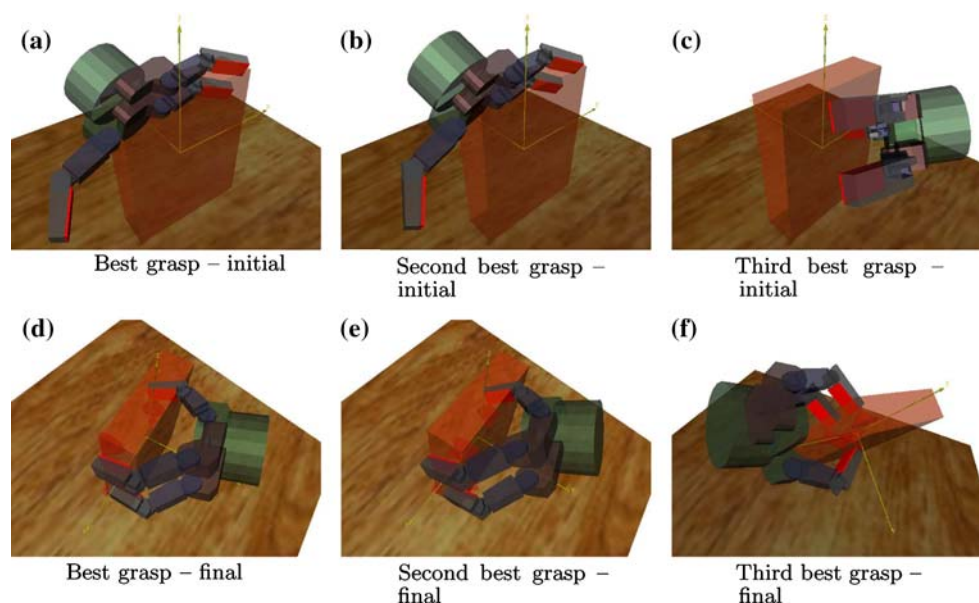 (a)
(b)
(c)
Best grasp – initial
Second best grasp –
initial
Third best grasp –
initial
(d)
(e)
(f)
Best grasp – final
Second best grasp –
final
Third best grasp –
final